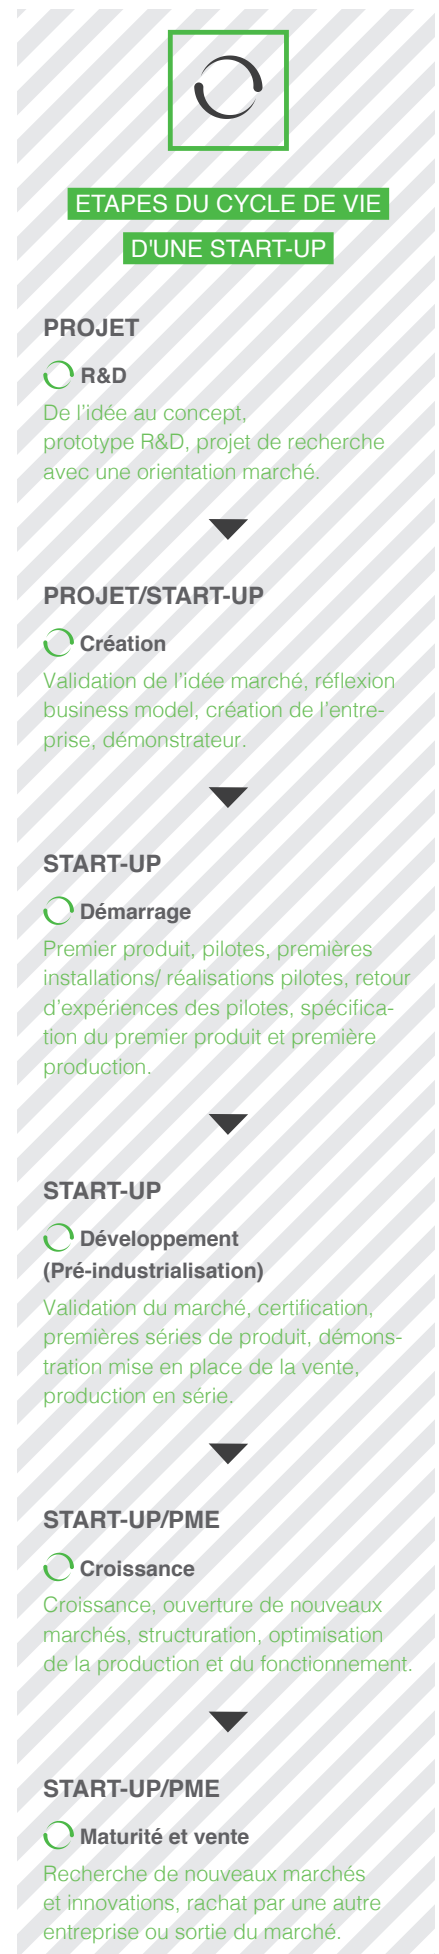 ETAPES DU CYCLE DE VIE
D'UNE START-UP
PROJET
R&D
De l’idée au concept,
prototype R&D, projet de recherche
avec une orientation marché.
PROJET/START-UP
Création
Validation de l’idée marché, réflexion
business model, création de l’entre-
prise, démonstrateur.
START-UP
Démarrage
Premier produit, pilotes, premières
installations/ réalisations pilotes, retour
d’expériences des pilotes, spécifica-
tion du premier produit et première
production.
START-UP
Développement
(Pré-industrialisation)
Validation du marché, certification,
premières séries de produit, démons-
tration mise en place de la vente,
production en série.
START-UP/PME
Croissance
Croissance, ouverture de nouveaux
marchés, structuration, optimisation
de la production et du fonctionnement.
START-UP/PME
Maturité et vente
Recherche de nouveaux marchés
et innovations, rachat par une autre
entreprise ou sortie du marché.